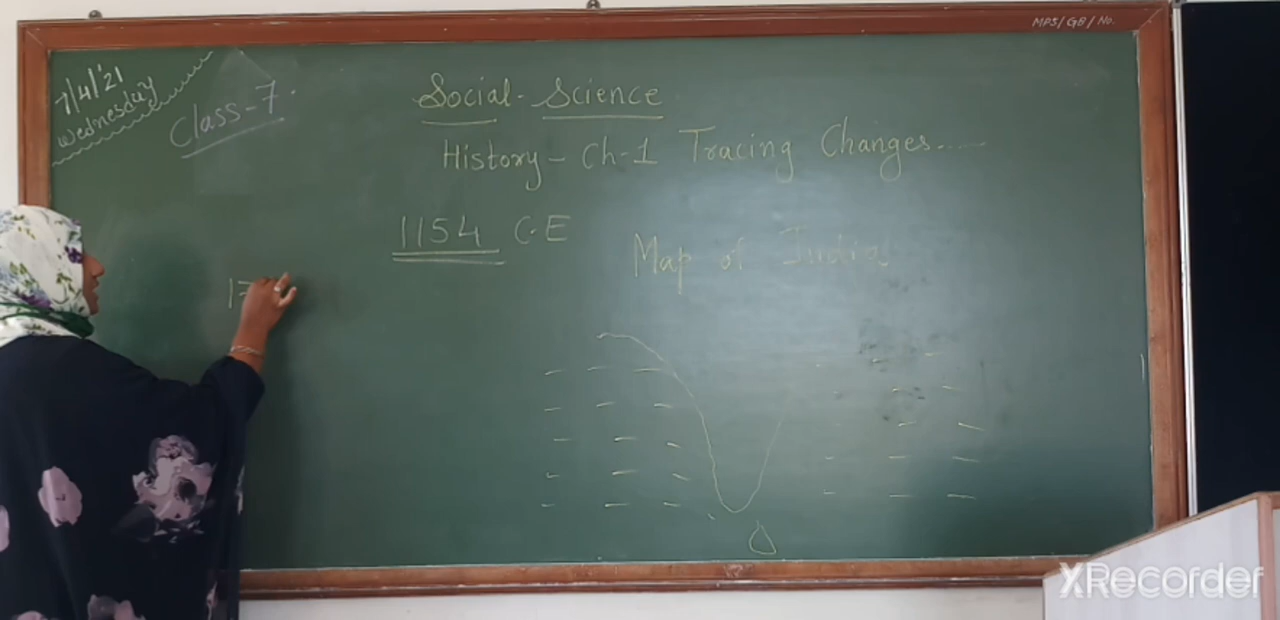 MPS/GB/No.
7/4/'21
Wednesday
Class-7.
Social-Science
History- Ch-1 Tracing Changes.....
1154 C.E
Map of India
17
XRecorder